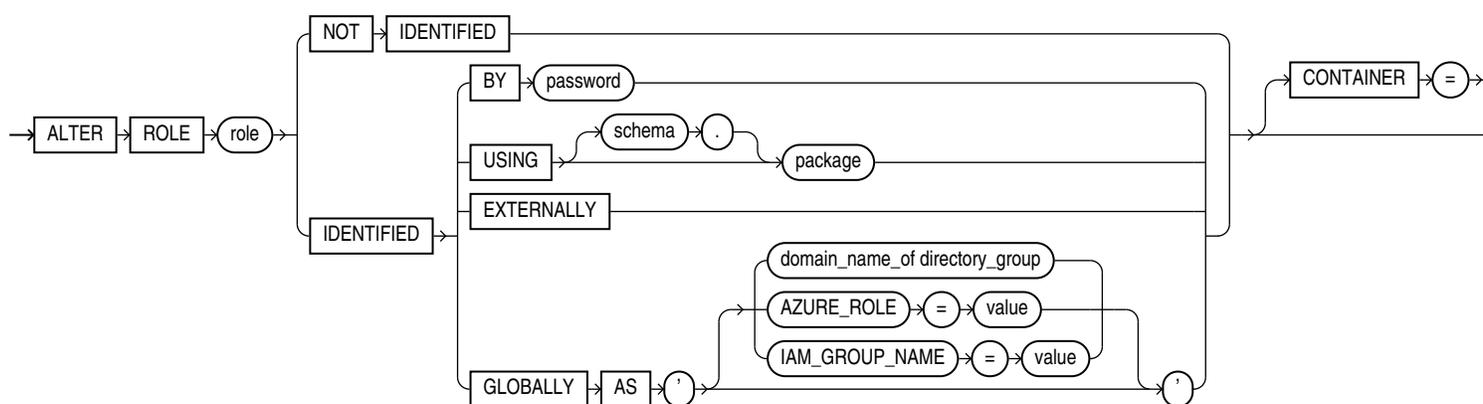 NOT IDENTIFIED
BY password
CONTAINER =
ALTER ROLE role
schema .
USING package
EXTERNALLY
IDENTIFIED
domain_name_of directory_group
AZURE_ROLE = value
IAM_GROUP_NAME = value
GLOBALLY AS ' '